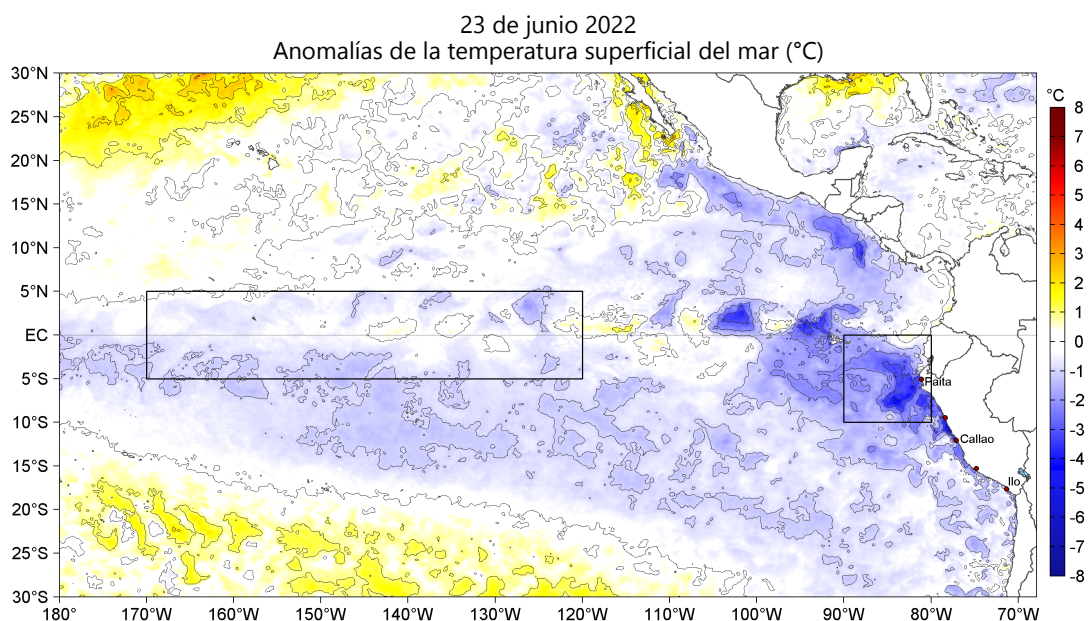 23 de junio 2022
Anomalías de la temperatura superficial del mar (°C)
30°N
25°N
20°N
15°N
10°N
5°N
EC
5°S
10°S
15°S
20°S
25°S
30°S
180
170°W
160°W
150°W
140°W
130°W
120°W
110°W
100°W
90°W
80°W
70°W
Paita
Callao
Ilo
°C
8
7
6
5
4
3
2
1
0
-1
-2
-3
-4
-5
-6
-7
-8